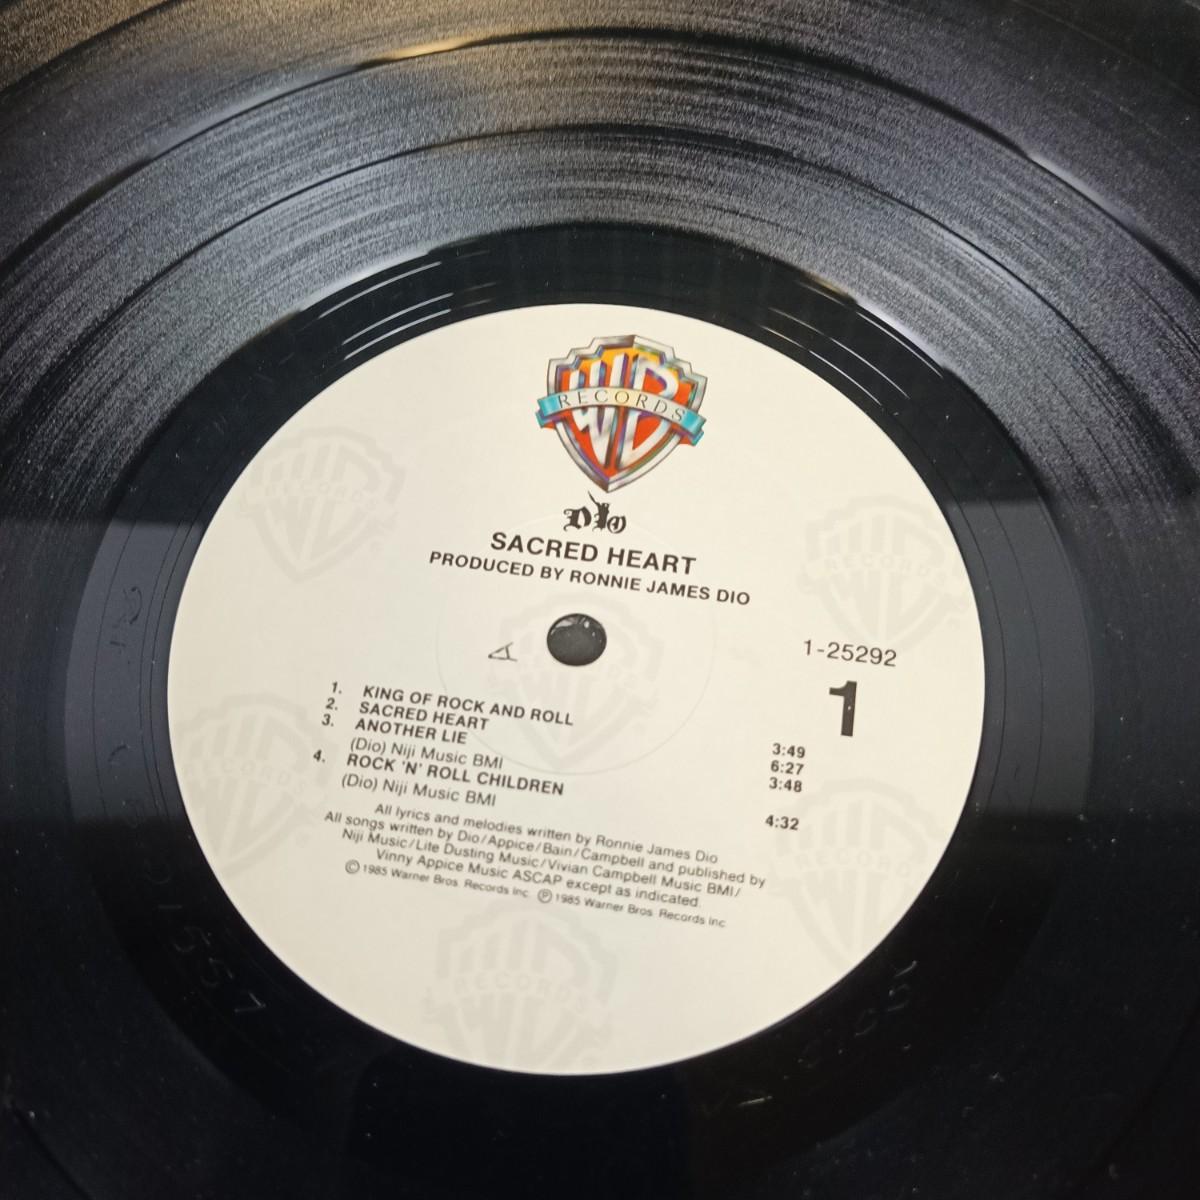 WB
RECORDS
DIO
SACRED HEART
PRODUCED BY RONNIE JAMES DIO
1-25292
1
1. KING OF ROCK AND ROLL 3:49
2. SACRED HEART 6:27
3. ANOTHER LIE 3:48
(Dio) Niji Music BMI
4. ROCK 'N' ROLL CHILDREN 4:32
(Dio) Niji Music BMI
All lyrics and melodies written by Ronnie James Dio
All songs written by Dio/Appice/Bain/Campbell and published by
Niji Music/Lite Dusting Music/Vivian Campbell Music BMI/
Vinny Appice Music ASCAP except as indicated.
© 1985 Warner Bros. Records Inc. ℗ 1985 Warner Bros. Records Inc.